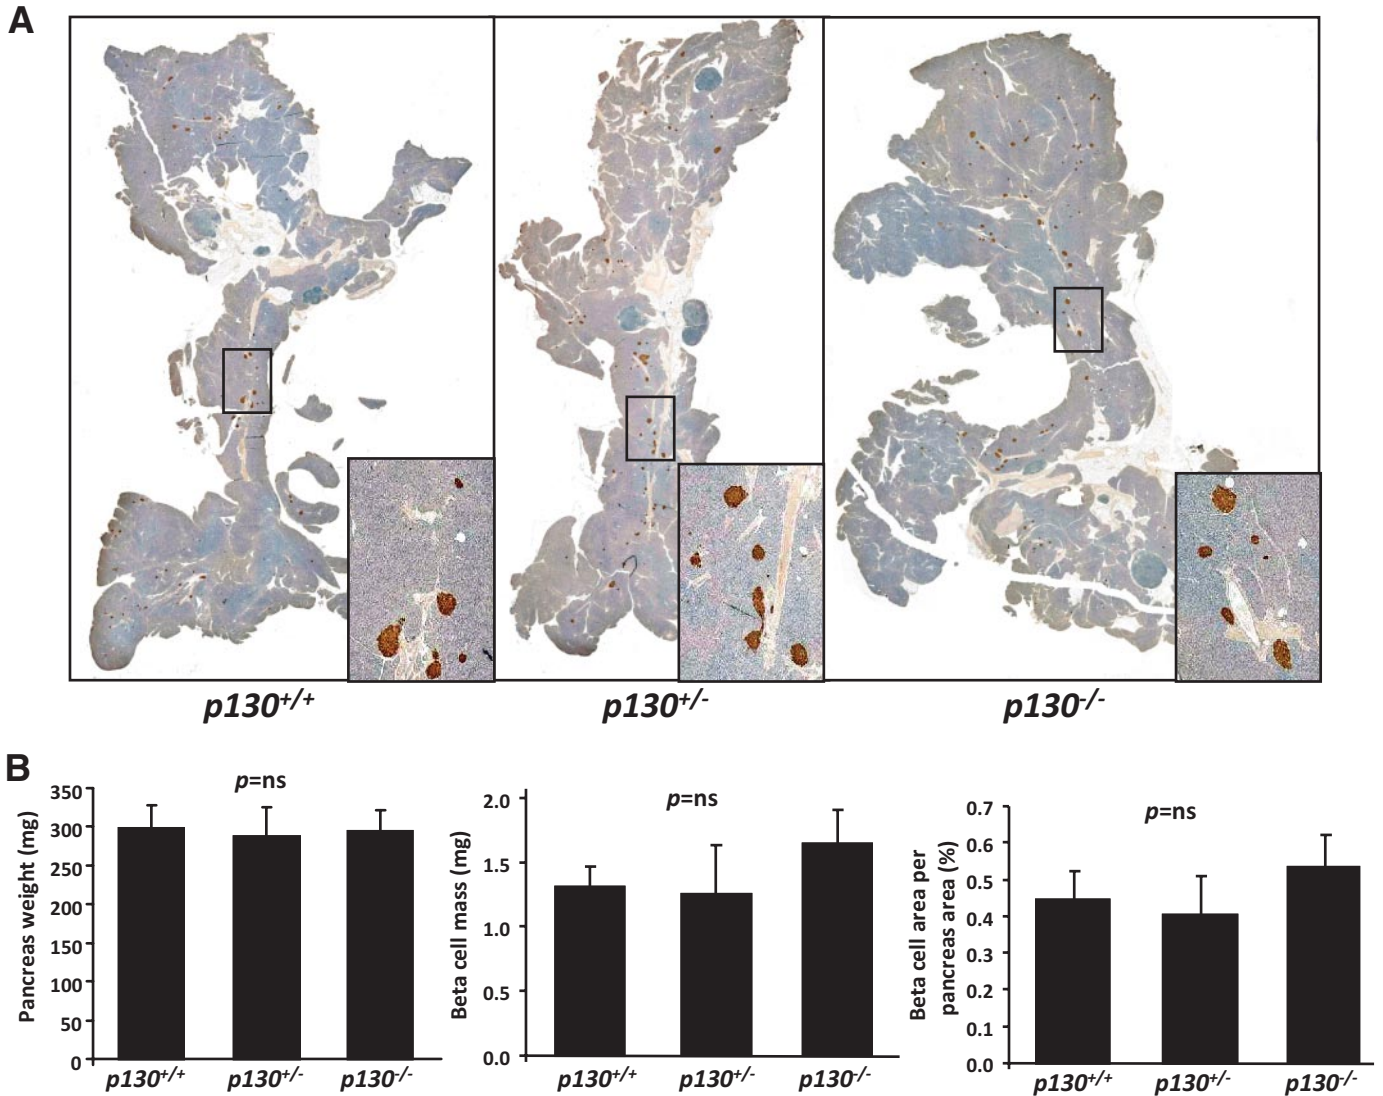 A
p130+/+
p130+/-
p130-/-
B
p=ns
Pancreas weight (mg)
350
300
250
200
150
100
50
0
p130+/+
p130+/-
p130-/-
p=ns
Beta cell mass (mg)
2.0
1.5
1.0
0.5
0.0
p130+/+
p130+/-
p130-/-
p=ns
Beta cell area per
pancreas area (%)
0.7
0.6
0.5
0.4
0.3
0.2
0.1
0.0
p130+/+
p130+/-
p130-/-